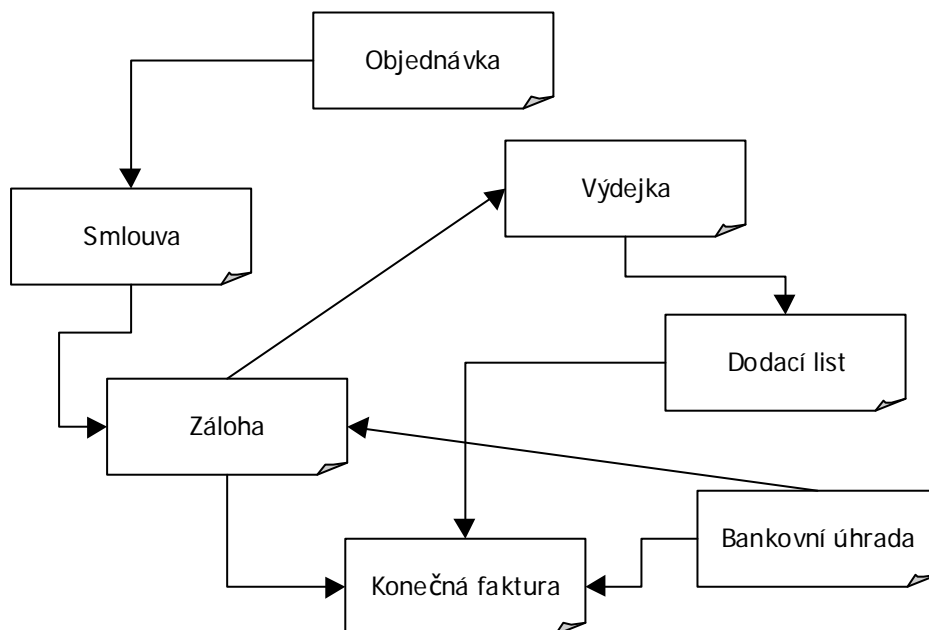 Objednávka
Výdejka
Smlouva
Dodací list
Záloha
Bankovní úhrada
Konečná faktura